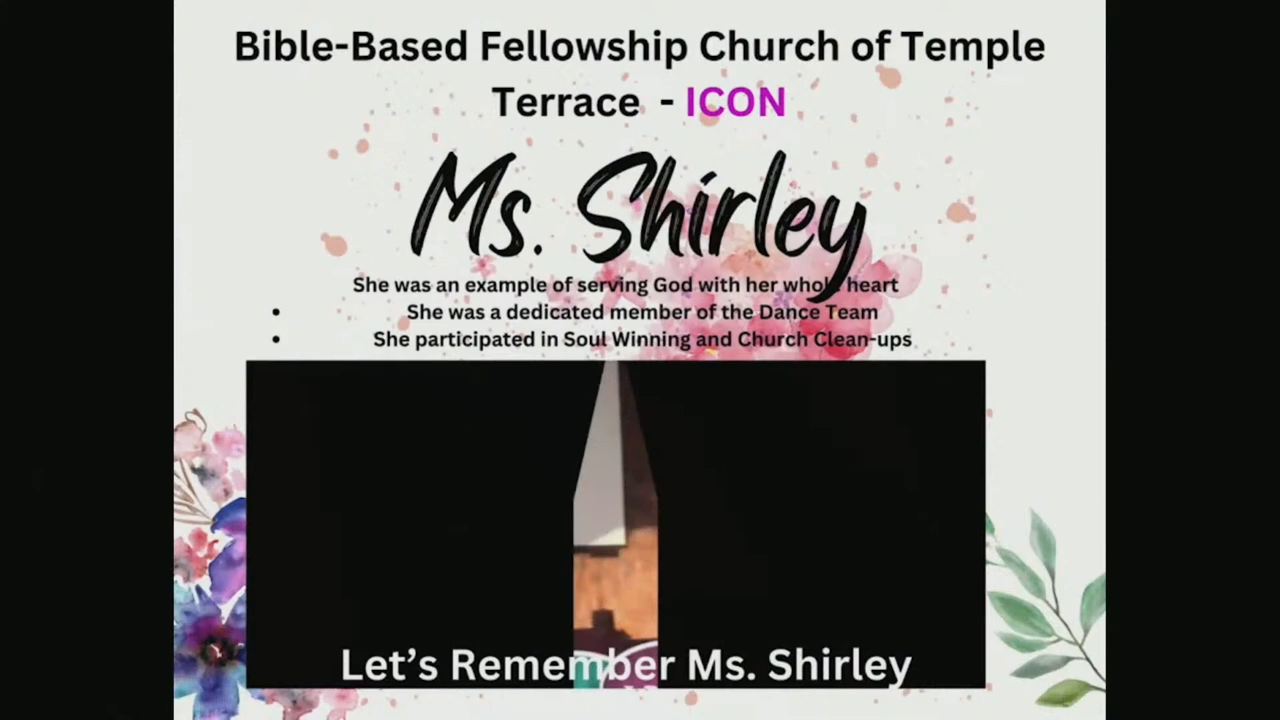 Bible-Based Fellowship Church of Temple
Terrace - ICON
Ms. Shirley
She was an example of serving God with her whole heart
• She was a dedicated member of the Dance Team
• She participated in Soul Winning and Church Clean-ups
Let’s Remember Ms. Shirley